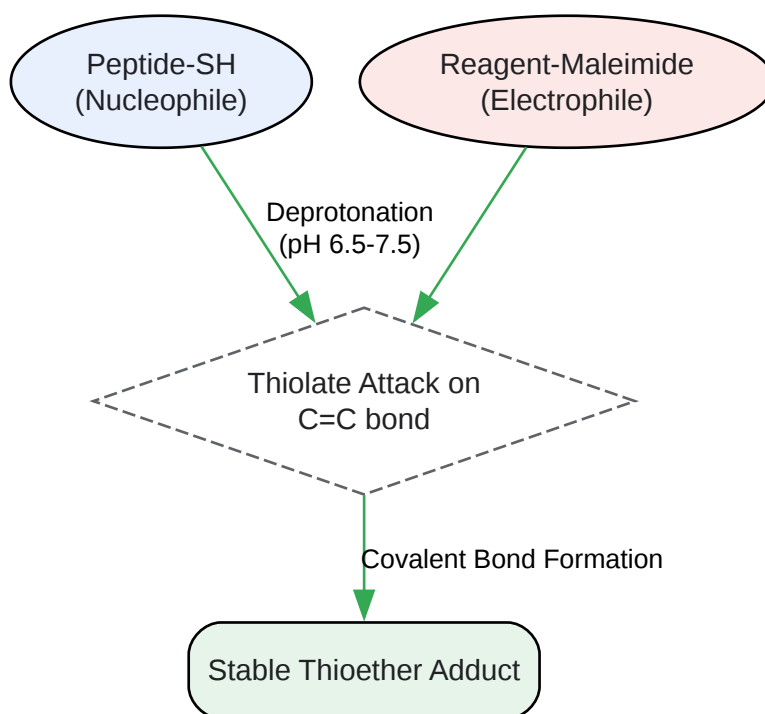 Peptide-SH
(Nucleophile)
Reagent-Maleimide
(Electrophile)
Deprotonation
(pH 6.5-7.5)
Thiolate Attack on
C=C bond
Covalent Bond Formation
Stable Thioether Adduct